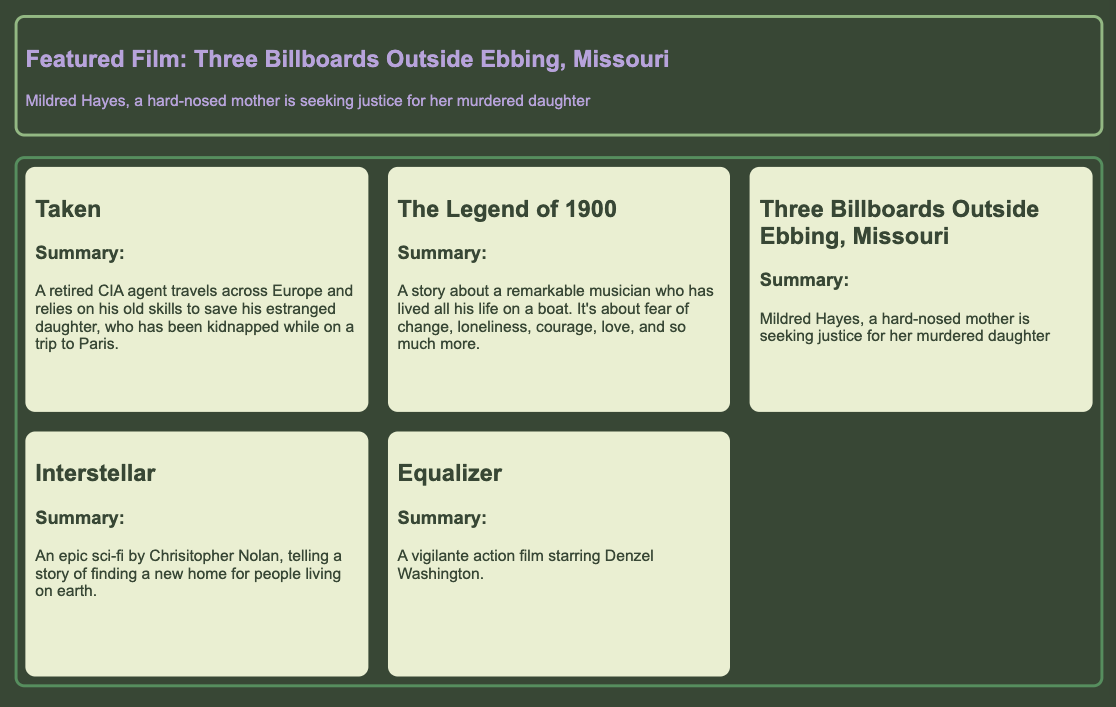 Featured Film: Three Billboards Outside Ebbing, Missouri
Mildred Hayes, a hard-nosed mother is seeking justice for her murdered daughter
Taken
Summary:
A retired CIA agent travels across Europe and
relies on his old skills to save his estranged
daughter, who has been kidnapped while on a
trip to Paris.
The Legend of 1900
Summary:
A story about a remarkable musician who has
lived all his life on a boat. It's about fear of
change, loneliness, courage, love, and so
much more.
Three Billboards Outside
Ebbing, Missouri
Summary:
Mildred Hayes, a hard-nosed mother is
seeking justice for her murdered daughter
Interstellar
Summary:
An epic sci-fi by Chrisitopher Nolan, telling a
story of finding a new home for people living
on earth.
Equalizer
Summary:
A vigilante action film starring Denzel
Washington.